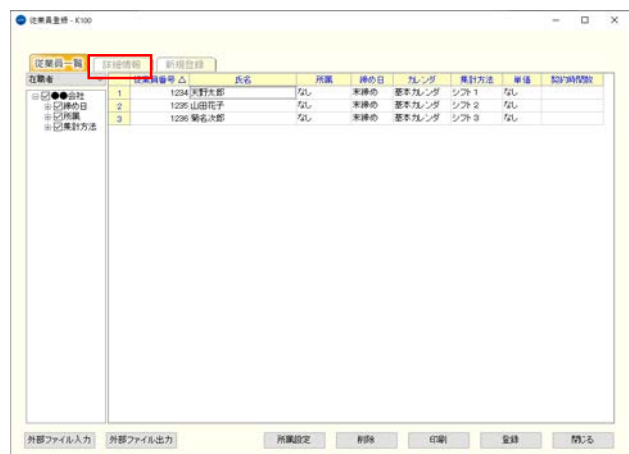 従業員登録 - K100
従業員一覧 詳細情報 新規登録
在職者
従業員番号 △ 氏名 所属 締め日 カレンダ 集計方法 単価 契約時間数
1 1234 天野太郎 なし 末締め 基本カレンダ シフト1 なし
2 1235 山田花子 なし 末締め 基本カレンダ シフト2 なし
3 1236 菊名次郎 なし 末締め 基本カレンダ シフト3 なし
●●会社
締め日
所属
集計方法
外部ファイル入力 外部ファイル出力 所属設定 削除 印刷 登録 閉じる